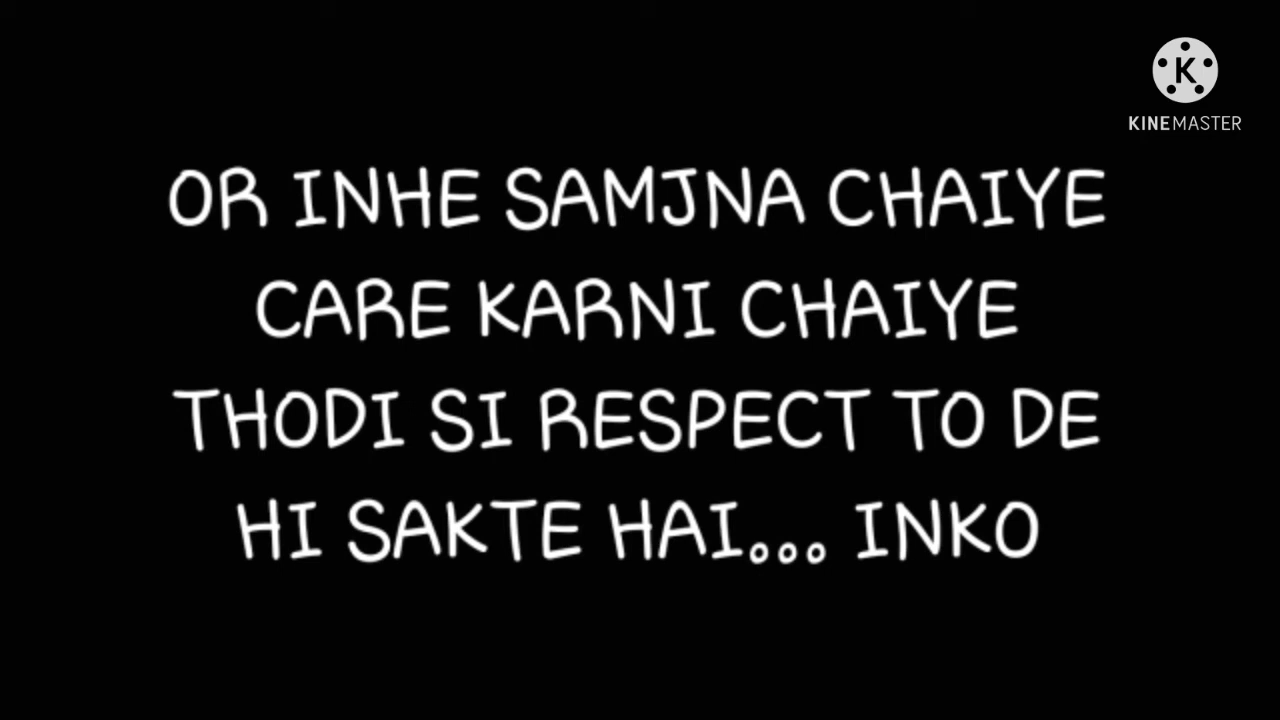 K
KINEMASTER
OR INHE SAMJNA CHAIYE
CARE KARNI CHAIYE
THODI SI RESPECT TO DE
HI SAKTE HAI... INKO